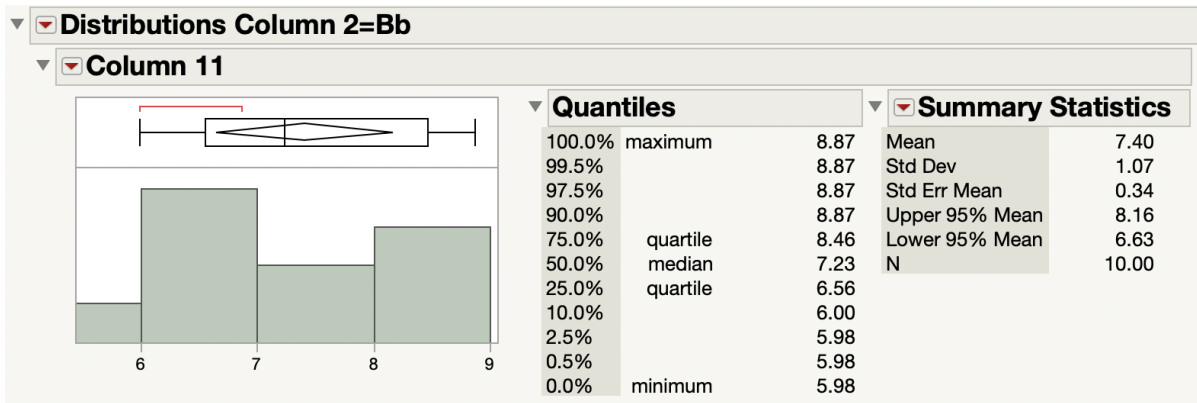 Distributions Column 2=Bb
Column 11
6 7 8 9
Quantiles
100.0% maximum 8.87
99.5% 8.87
97.5% 8.87
90.0% 8.87
75.0% quartile 8.46
50.0% median 7.23
25.0% quartile 6.56
10.0% 6.00
2.5% 5.98
0.5% 5.98
0.0% minimum 5.98
Summary Statistics
Mean 7.40
Std Dev 1.07
Std Err Mean 0.34
Upper 95% Mean 8.16
Lower 95% Mean 6.63
N 10.00